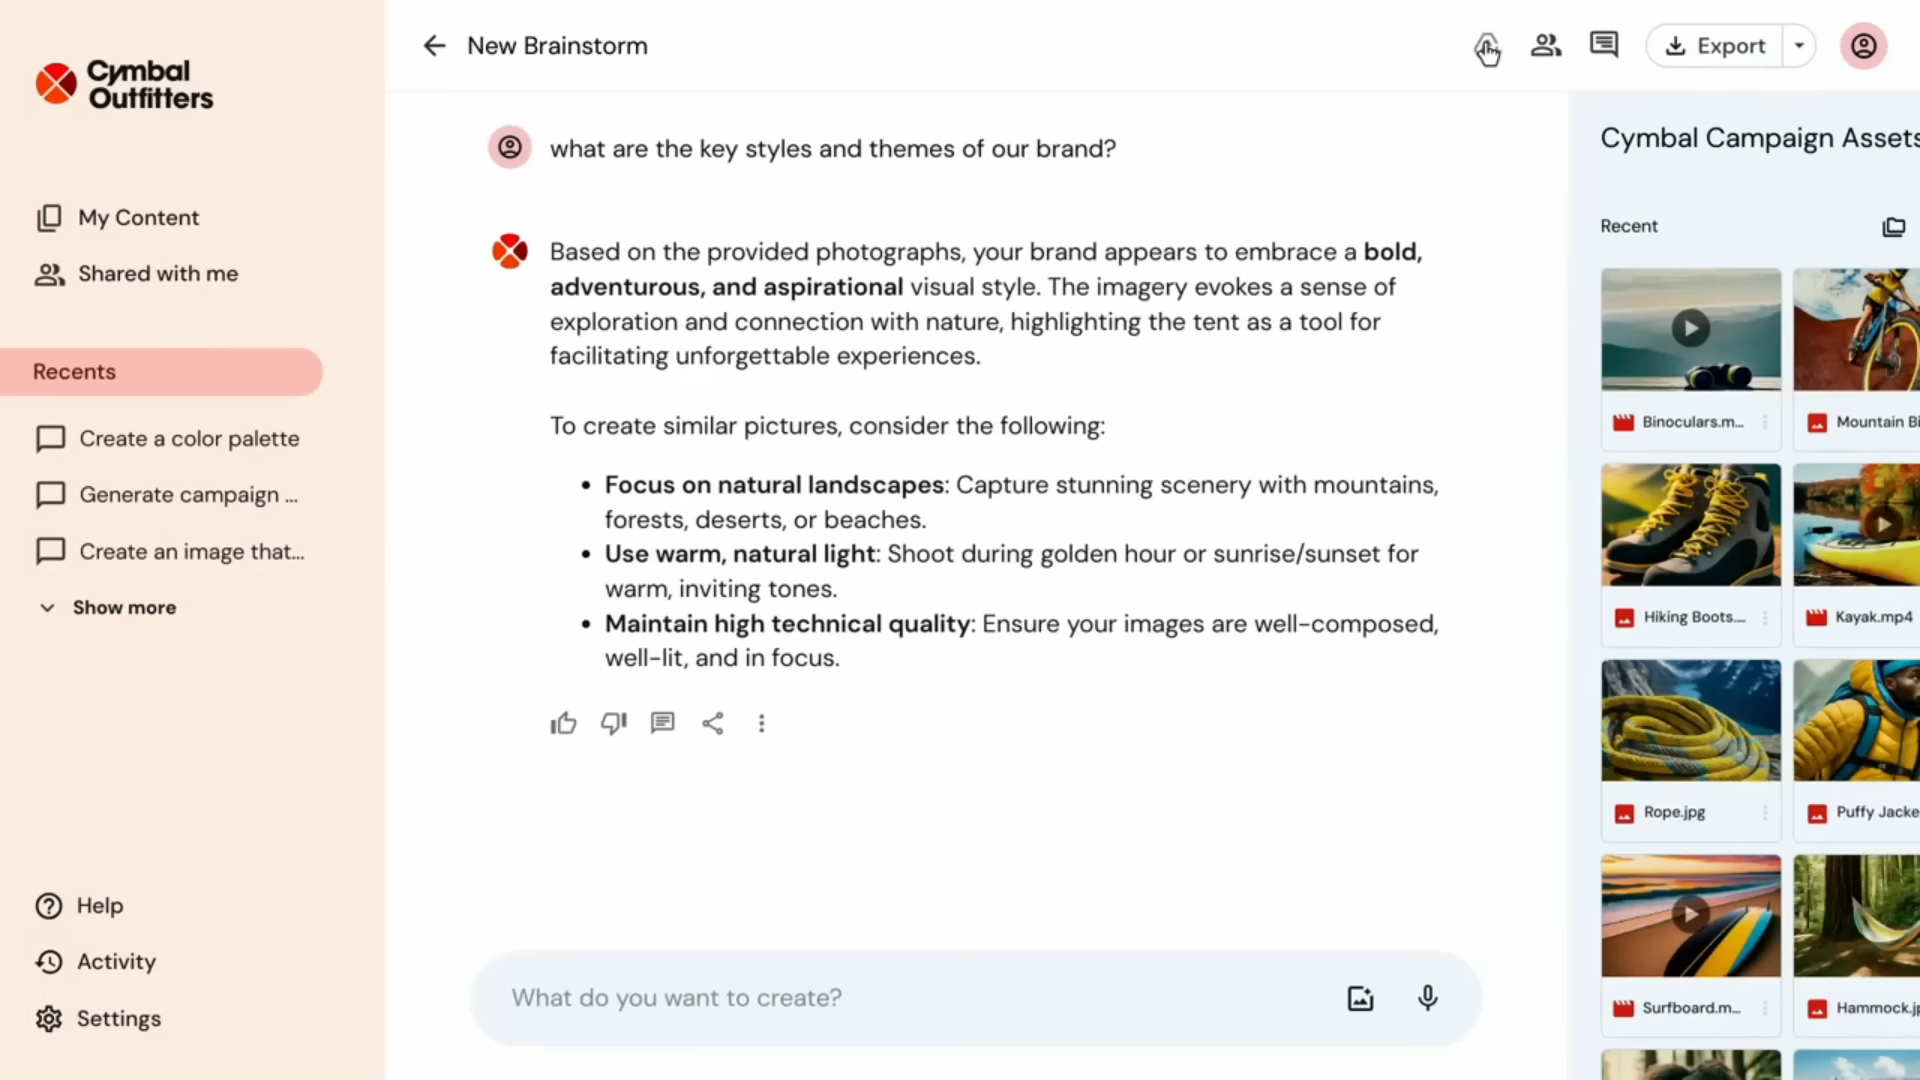 Cymbal
Outfitters
My Content
Shared with me
Recents
Create a color palette
Generate campaign ...
Create an image that...
Show more
Help
Activity
Settings
New Brainstorm
Export
what are the key styles and themes of our brand?
Based on the provided photographs, your brand appears to embrace a bold,
adventurous, and aspirational visual style. The imagery evokes a sense of
exploration and connection with nature, highlighting the tent as a tool for
facilitating unforgettable experiences.
To create similar pictures, consider the following:
• Focus on natural landscapes: Capture stunning scenery with mountains,
forests, deserts, or beaches.
• Use warm, natural light: Shoot during golden hour or sunrise/sunset for
warm, inviting tones.
• Maintain high technical quality: Ensure your images are well-composed,
well-lit, and in focus.
What do you want to create?
Cymbal Campaign Assets
Recent
Binoculars.m...
Mountain Bi
Hiking Boots....
Kayak.mp4
Rope.jpg
Puffy Jacke
Surfboard.m...
Hammock.jp